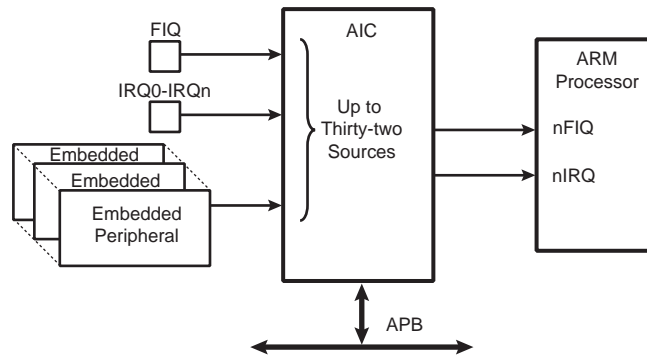 FIQ
IRQ0-IRQn
Embedded
Embedded
Embedded
Peripheral
AIC
Up to
Thirty-two
Sources
APB
ARM
Processor
nFIQ
nIRQ